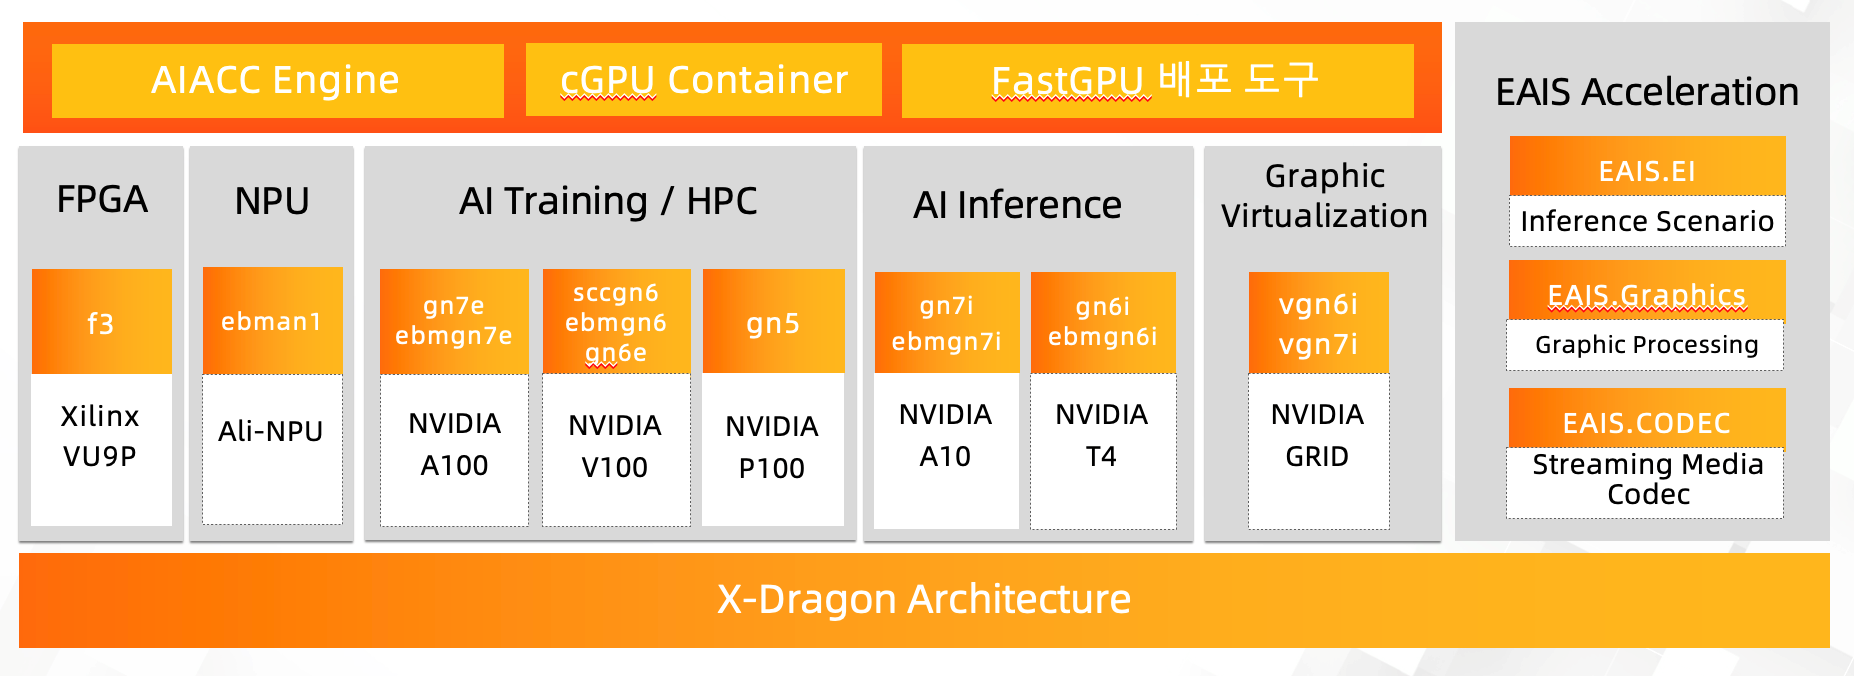 AIACC Engine
cGPU Container
FastGPU 배포 도구
FPGA
f3
Xilinx
VU9P
NPU
ebman1
Ali-NPU
AI Training / HPC
gn7e
ebmgn7e
NVIDIA
A100
sccgn6
ebmgn6
gn6e
NVIDIA
V100
gn5
NVIDIA
P100
AI Inference
gn7i
ebmgn7i
NVIDIA
A10
gn6i
ebmgn6i
NVIDIA
T4
Graphic
Virtualization
vgn6i
vgn7i
NVIDIA
GRID
EAIS Acceleration
EAIS.EI
Inference Scenario
EAIS.Graphics
Graphic Processing
EAIS.CODEC
Streaming Media
Codec
X-Dragon Architecture